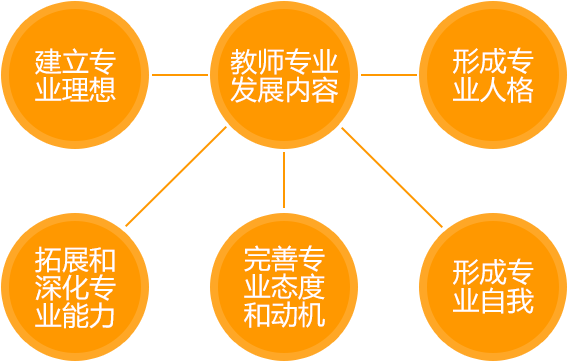 建立专
业理想
教师专业
发展内容
形成专
业人格
拓展和
深化专
业能力
完善专
业态度
和动机
形成专
业自我